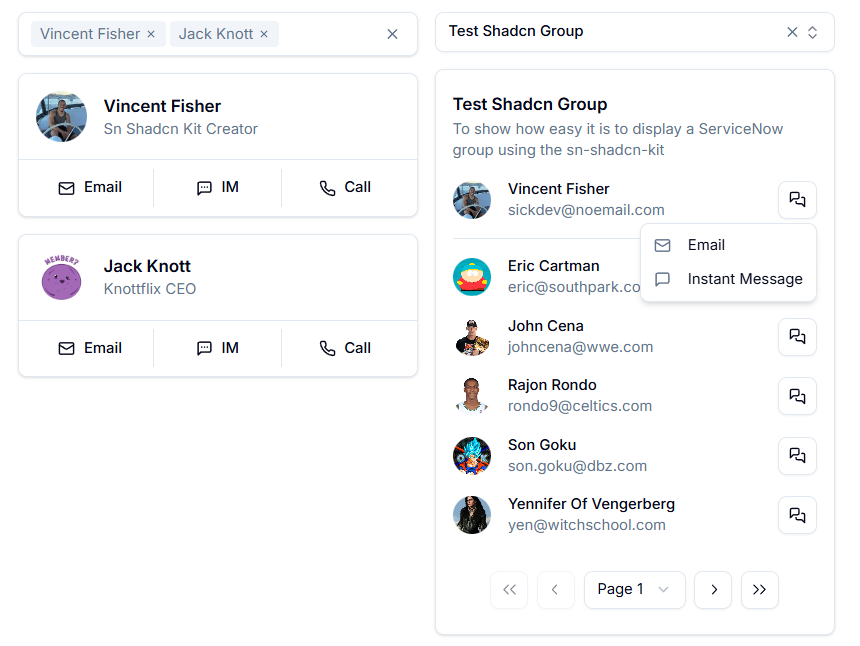 Vincent Fisher ×
Jack Knott ×
Vincent Fisher
Sn Shadcn Kit Creator
Email
IM
Call
MEMBER?
Jack Knott
Knottflix CEO
Email
IM
Call
Test Shadcn Group
Test Shadcn Group
To show how easy it is to display a ServiceNow
group using the sn-shadcn-kit
Vincent Fisher
sickdev@noemail.com
Email
Instant Message
Eric Cartman
eric@southpark.co
John Cena
johncena@wwe.com
Rajon Rondo
rondo9@celtics.com
Son Goku
son.goku@dbz.com
Yennifer Of Vengerberg
yen@witchschool.com
Page 1